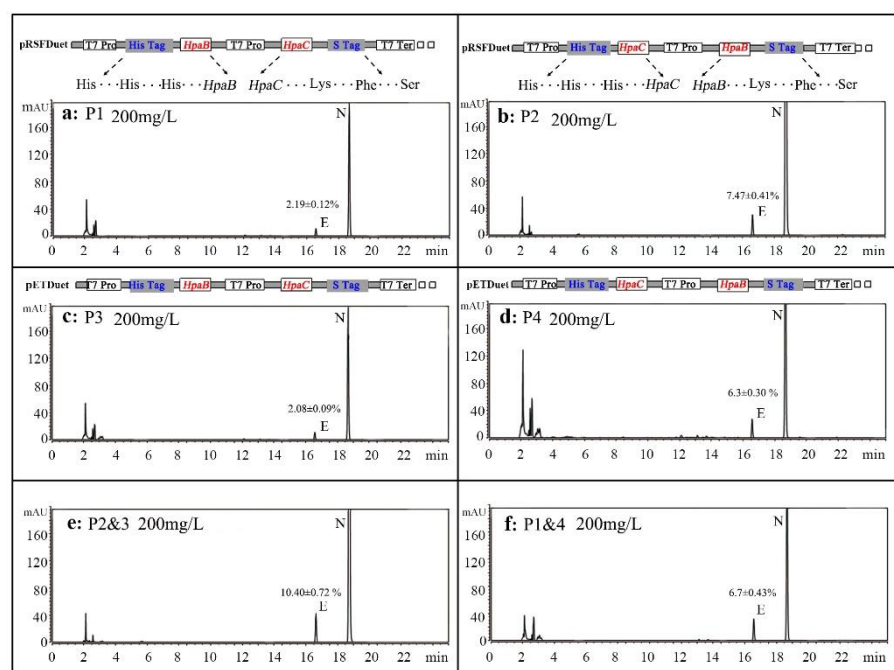 pRSFDuet T7 Pro His Tag HpaB T7 Pro HpaC S Tag T7 Ter
His · · · His · · · His · · · HpaB HpaC · · · Lys · · · Phe · · · Ser
mAU
a: P1 200mg/L
N
160
120
80
2.19±0.12%
40
E
0
0 2 4 6 8 10 12 14 16 18 20 22 min
pRSFDuet T7 Pro His Tag HpaC T7 Pro HpaB S Tag T7 Ter
His · · · His · · · His · · · HpaC HpaB · · · Lys · · · Phe · · · Ser
mAU
b: P2 200mg/L
N
160
120
80
7.47±0.41%
40
E
0
0 2 4 6 8 10 12 14 16 18 20 22 min
pETDuet T7 Pro His Tag HpaB T7 Pro HpaC S Tag T7 Ter
mAU
c: P3 200mg/L
N
160
120
80
2.08±0.09%
40
E
0
0 2 4 6 8 10 12 14 16 18 20 22 min
pETDuet T7 Pro His Tag HpaC T7 Pro HpaB S Tag T7 Ter
mAU
d: P4 200mg/L
N
160
120
80
6.3±0.30 %
40
E
0
0 2 4 6 8 10 12 14 16 18 20 22 min
mAU
e: P2&3 200mg/L
N
160
120
80
10.40±0.72 %
40
E
0
0 2 4 6 8 10 12 14 16 18 20 22 min
mAU
f: P1&4 200mg/L
N
160
120
80
6.7±0.43%
40
E
0
0 2 4 6 8 10 12 14 16 18 20 22 min